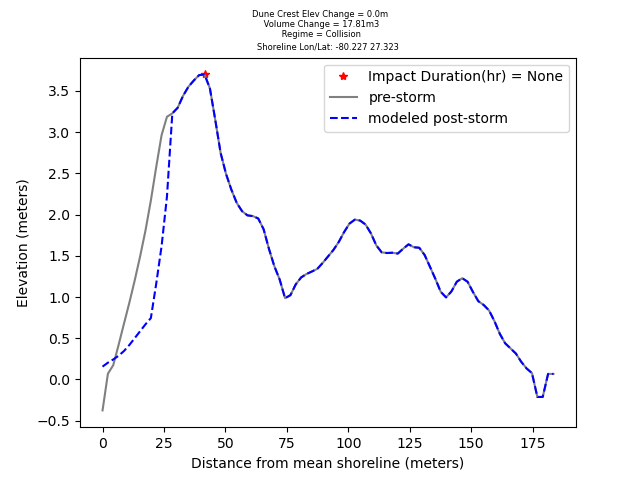 Dune Crest Elev Change = 0.0m
Volume Change = 17.81m3
Regime = Collision
Shoreline Lon/Lat: -80.227 27.323
Impact Duration(hr) = None
pre-storm
modeled post-storm
Elevation (meters)
3.5
3.0
2.5
2.0
1.5
1.0
0.5
0.0
−0.5
0 25 50 75 100 125 150 175
Distance from mean shoreline (meters)